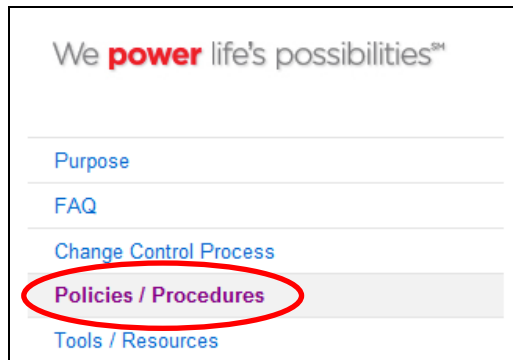 We power life's possibilities℠
Purpose
FAQ
Change Control Process
Policies / Procedures
Tools / Resources